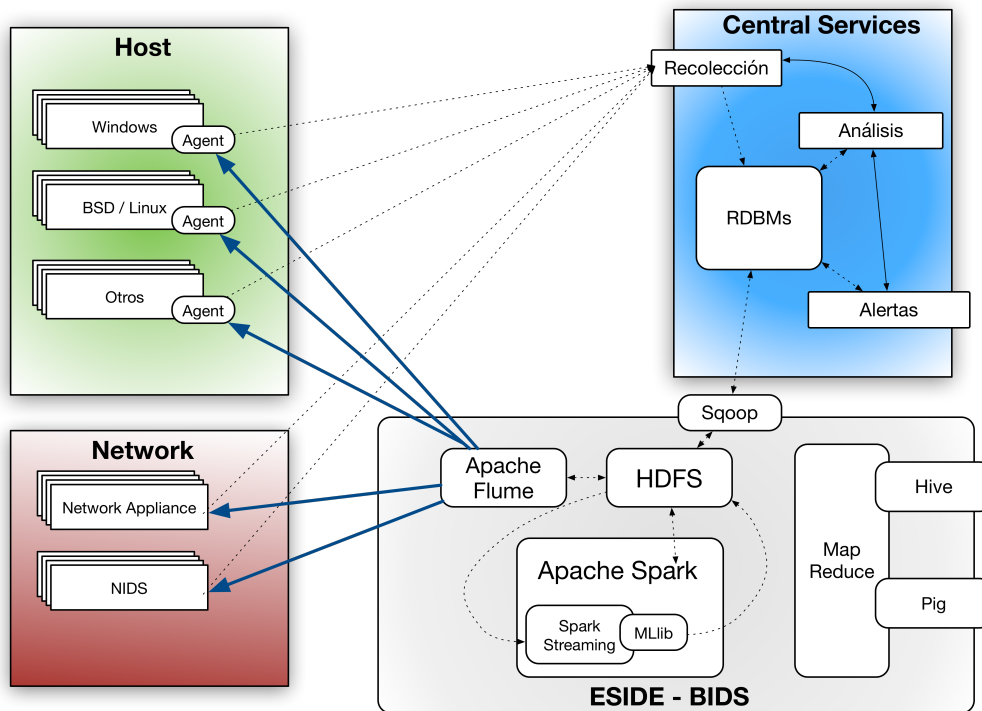 Host
Windows
Agent
BSD / Linux
Agent
Otros
Agent
Network
Network Appliance
NIDS
Central Services
Recolección
Análisis
RDBMs
Alertas
Sqoop
Apache
Flume
HDFS
Apache Spark
Spark
Streaming
MLlib
Map
Reduce
Hive
Pig
ESIDE - BIDS